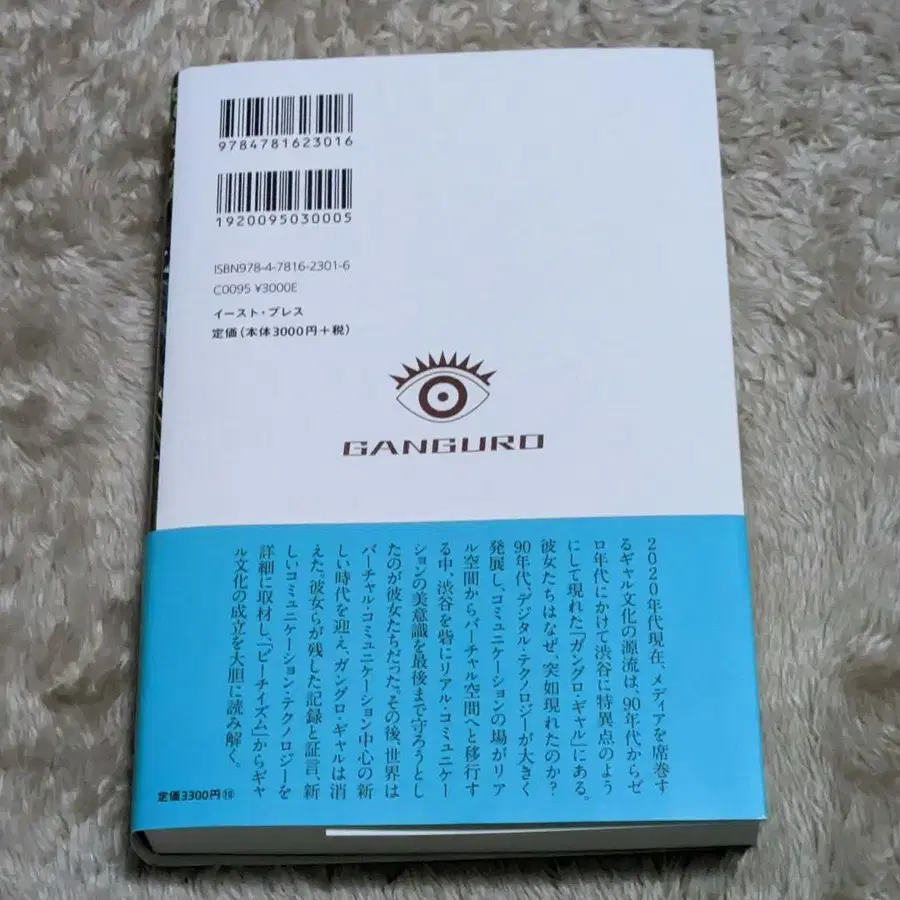 9784781623016
1920095030005
ISBN978-4-7816-2301-6
C0095 ¥3000E
イースト・プレス
定価(本体3000円+税)
GANGURO
2020年代現在、メディアを席巻す
るギャル文化の源流は、90年代からゼ
ロ年代にかけて渋谷に特異点のよう
にして現れた「ガングロ・ギャル」にある。
彼女たちはなぜ、突如現れたのか?
90年代、デジタル・テクノロジーが大きく
発展し、コミュニケーションの場がリア
ル空間からバーチャル空間へと移行す
る中、渋谷を砦にリアル・コミュニケー
ションの美意識を最後まで守ろうとし
たのが彼女たちだった。その後、世界は
バーチャル・コミュニケーション中心の新
しい時代を迎え、ガングロ・ギャルは消
えた。彼女らが残した記録と証言、新
しいコミュニケーション・テクノロジーを
詳細に取材し、「ビーチイズム」からギャ
ル文化の成立を大胆に読み解く。
定価3300円⑩